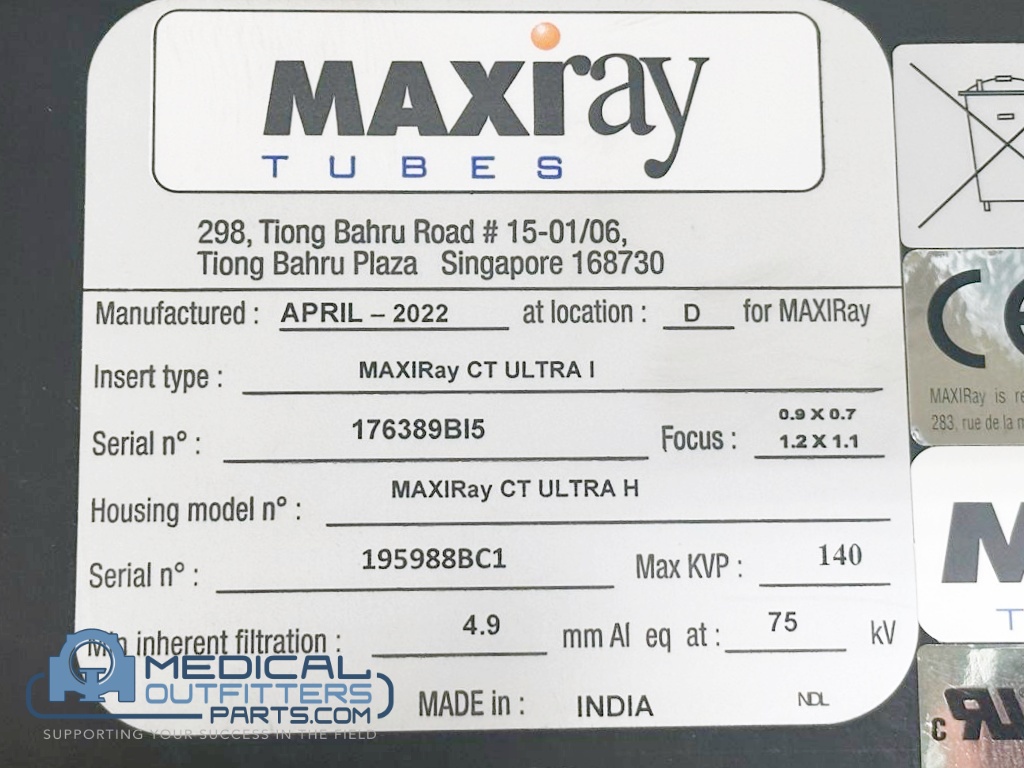 MAXıray
TUBES
298, Tiong Bahru Road # 15-01/06,
Tiong Bahru Plaza Singapore 168730
Manufactured : APRIL – 2022 at location : D for MAXIRay
Insert type : MAXIRay CT ULTRA I
Serial n° : 176389BI5 Focus : 0.9 X 0.7
1.2 X 1.1
Housing model n° : MAXIRay CT ULTRA H
Serial n° : 195988BC1 Max KVP : 140
Min inherent filtration : 4.9 mm Al eq at : 75 kV
MADE in : INDIA NDL
CE
MAXIRay is
283, rue de la
M
T
c
MEDICAL
OUTFITTERS
PARTS.COM
SUPPORTING YOUR SUCCESS IN THE FIELD